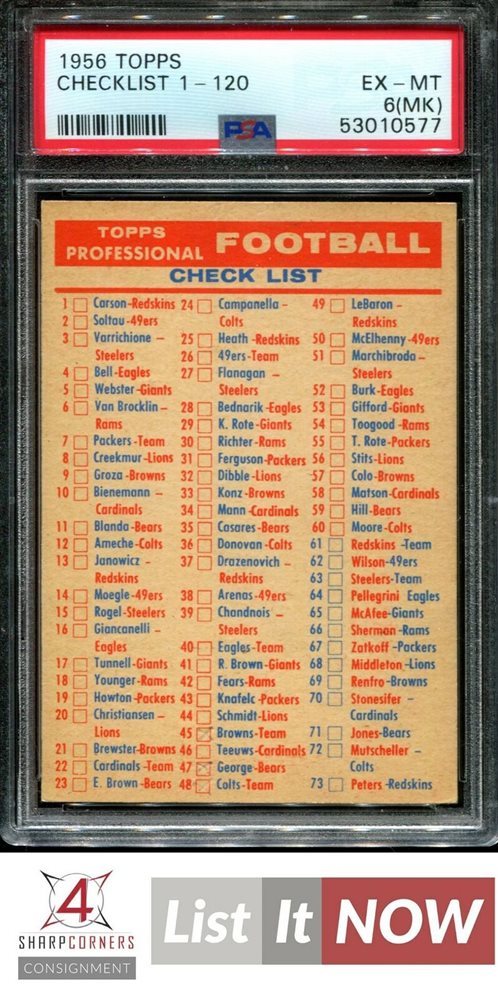 1956 TOPPS
CHECKLIST 1 - 120
EX - MT
6(MK)
53010577
PSA
TOPPS
PROFESSIONAL FOOTBALL
CHECK LIST
1 Carson-Redskins
2 Soltau-49ers
3 Varrichione -
Steelers
4 Bell-Eagles
5 Webster-Giants
6 Van Brocklin -
Rams
7 Packers-Team
8 Creekmur-Lions
9 Groza-Browns
10 Bienemann -
Cardinals
11 Blanda-Bears
12 Ameche-Colts
13 Janowicz -
Redskins
14 Moegle-49ers
15 Rogel-Steelers
16 Giancanelli -
Eagles
17 Tunnell-Giants
18 Younger-Rams
19 Howton-Packers
20 Christiansen -
Lions
21 Brewster-Browns
22 Cardinals-Team
23 E. Brown-Bears
24 Campanella -
Colts
25 Heath-Redskins
26 49ers-Team
27 Flanagan -
Steelers
28 Bednarik-Eagles
29 K. Rote-Giants
30 Richter-Rams
31 Ferguson-Packers
32 Dibble-Lions
33 Konz-Browns
34 Mann-Cardinals
35 Casares-Bears
36 Donovan-Colts
37 Drazenovich -
Redskins
38 Arenas-49ers
39 Chandnois -
Steelers
40 Eagles-Team
41 R. Brown-Giants
42 Fears-Rams
43 Knafelc-Packers
44 Schmidt-Lions
45 Browns-Team
46 Teeuws-Cardinals
47 George-Bears
48 Colts-Team
49 LeBaron -
Redskins
50 McElhenny-49ers
51 Marchibroda -
Steelers
52 Burk-Eagles
53 Gifford-Giants
54 Toogood-Rams
55 T. Rote-Packers
56 Stits-Lions
57 Colo-Browns
58 Matson-Cardinals
59 Hill-Bears
60 Moore-Colts
61 Redskins-Team
62 Wilson-49ers
63 Steelers-Team
64 Pellegrini Eagles
65 McAfee-Giants
66 Sherman-Rams
67 Zatkoff-Packers
68 Middleton-Lions
69 Renfro-Browns
70 Stonesifer -
Cardinals
71 Jones-Bears
72 Mutscheller -
Colts
73 Peters-Redskins
4
SHARPCORNERS
CONSIGNMENT
List It NOW